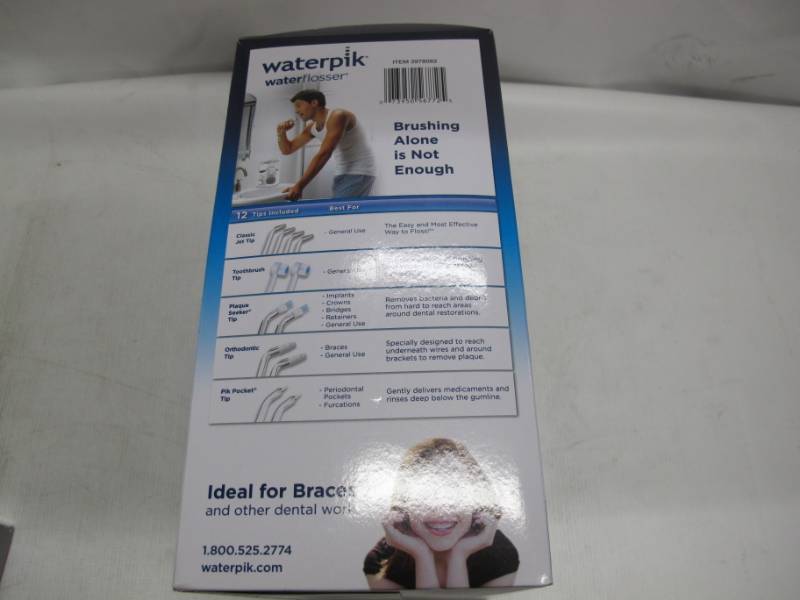 waterpik
waterflosser
Brushing
Alone
is Not
Enough
12 Tips Included
Best For
Classic
Jet Tip
- General Use
The Easy and Most Effective
Way to Floss!™
Toothbrush
Tip
- General
Plaque
Seeker®
Tip
- Implants
- Crowns
- Bridges
- Retainers
- General Use
Removes bacteria and debris
from hard to reach areas
around dental restorations.
Orthodontic
Tip
- Braces
- General Use
Specially designed to reach
underneath wires and around
brackets to remove plaque.
Pik Pocket®
Tip
- Periodontal
Pockets
- Furcations
Gently delivers medicaments and
rinses deep below the gumline.
Ideal for Braces
and other dental work
1.800.525.2774
waterpik.com